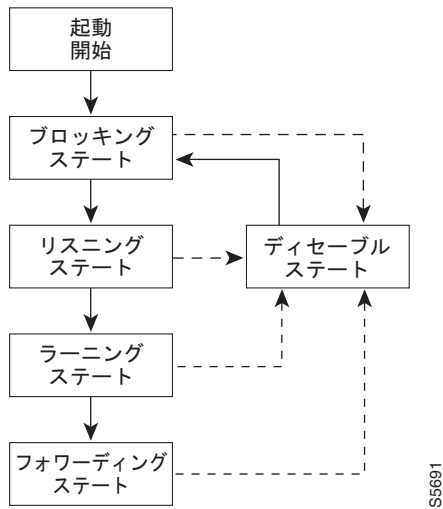 起動
開始
ブロッキング
ステート
リスニング
ステート
ディセーブル
ステート
ラーニング
ステート
フォワーディング
ステート
S5691